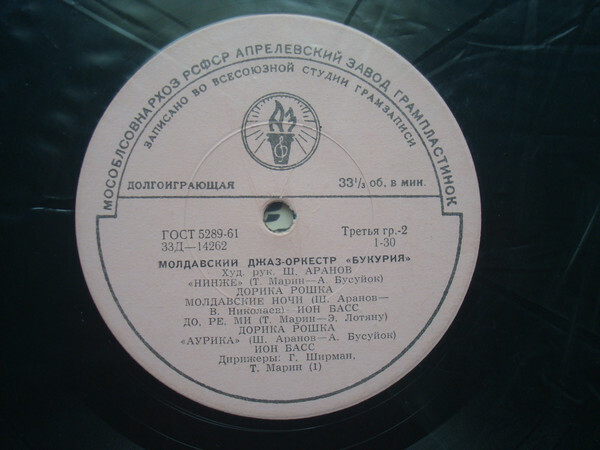 МОСОБЛСОВНАРХОЗ РСФСР АПРЕЛЕВСКИЙ ЗАВОД ГРАМПЛАСТИНОК
ЗАПИСАНО ВО ВСЕСОЮЗНОЙ СТУДИИ ГРАМЗАПИСИ
АЗ
ДОЛГОИГРАЮЩАЯ 33⅓ об. в мин.
ГОСТ 5289-61 Третья гр.-2
33Д—14262 1-30
МОЛДАВСКИЙ ДЖАЗ-ОРКЕСТР «БУКУРИЯ»
Худ. рук. Ш. АРАНОВ
«НИНЖЕ» (Т. Марин—А. Бусуйок)
ДОРИКА РОШКА
МОЛДАВСКИЕ НОЧИ (Ш. Аранов—
В. Николаев) ИОН БАСС
ДО, РЕ, МИ (Т. Марин—Э. Лотяну)
ДОРИКА РОШКА
«АУРИКА» (Ш. Аранов—А. Бусуйок)
ИОН БАСС
Дирижеры: Г. Ширман,
Т. Марин (1)